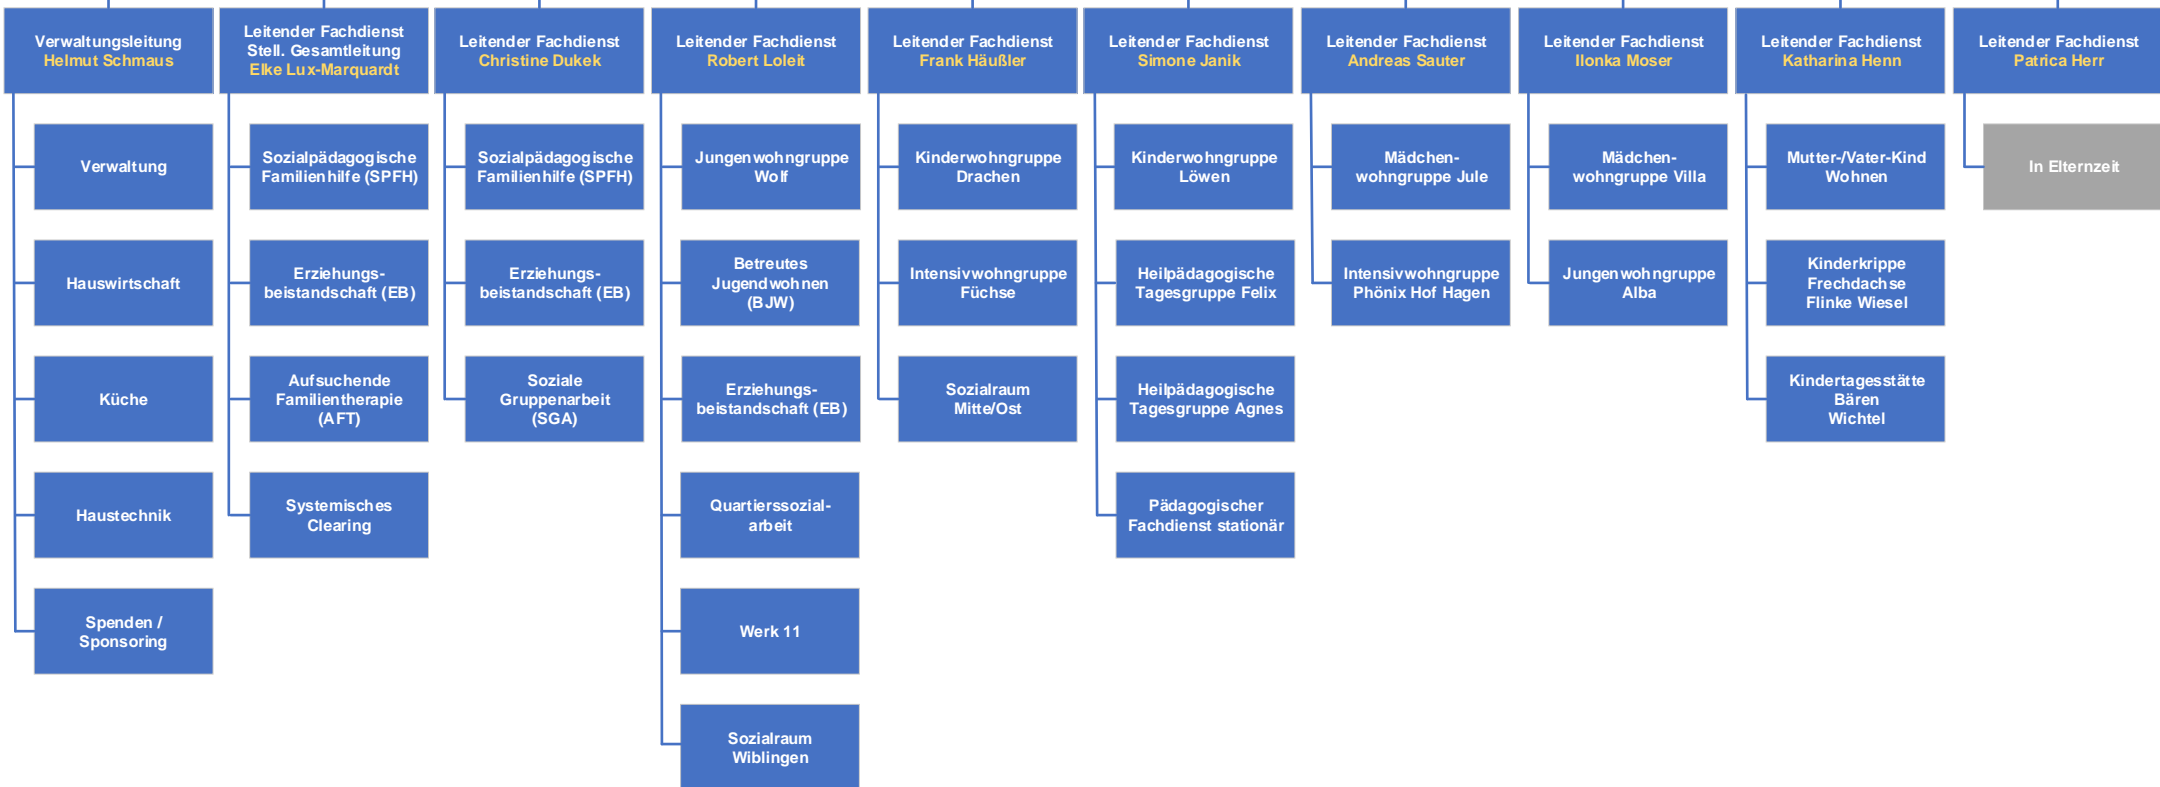 Verwaltungsleitung
Helmut Schmaus
Verwaltung
Hauswirtschaft
Küche
Haustechnik
Spenden /
Sponsoring
Leitender Fachdienst
Stell. Gesamtleitung
Elke Lux-Marquardt
Sozialpädagogische
Familienhilfe (SPFH)
Erziehungs-
beistandschaft (EB)
Aufsuchende
Familientherapie
(AFT)
Systemisches
Clearing
Leitender Fachdienst
Christine Dukek
Sozialpädagogische
Familienhilfe (SPFH)
Erziehungs-
beistandschaft (EB)
Soziale
Gruppenarbeit
(SGA)
Leitender Fachdienst
Robert Loleit
Jungenwohngruppe
Wolf
Betreutes
Jugendwohnen
(BJW)
Erziehungs-
beistandschaft (EB)
Quartierssozial-
arbeit
Werk 11
Sozialraum
Wiblingen
Leitender Fachdienst
Frank Häußler
Kinderwohngruppe
Drachen
Intensivwohngruppe
Füchse
Sozialraum
Mitte/Ost
Leitender Fachdienst
Simone Janik
Kinderwohngruppe
Löwen
Heilpädagogische
Tagesgruppe Felix
Heilpädagogische
Tagesgruppe Agnes
Pädagogischer
Fachdienst stationär
Leitender Fachdienst
Andreas Sauter
Mädchen-
wohngruppe Jule
Intensivwohngruppe
Phönix Hof Hagen
Leitender Fachdienst
Ilonka Moser
Mädchen-
wohngruppe Villa
Jungenwohngruppe
Alba
Leitender Fachdienst
Katharina Henn
Mutter-/Vater-Kind
Wohnen
Kinderkrippe
Frechdachse
Flinke Wiesel
Kindertagesstätte
Bären
Wichtel
Leitender Fachdienst
Patrica Herr
In Elternzeit